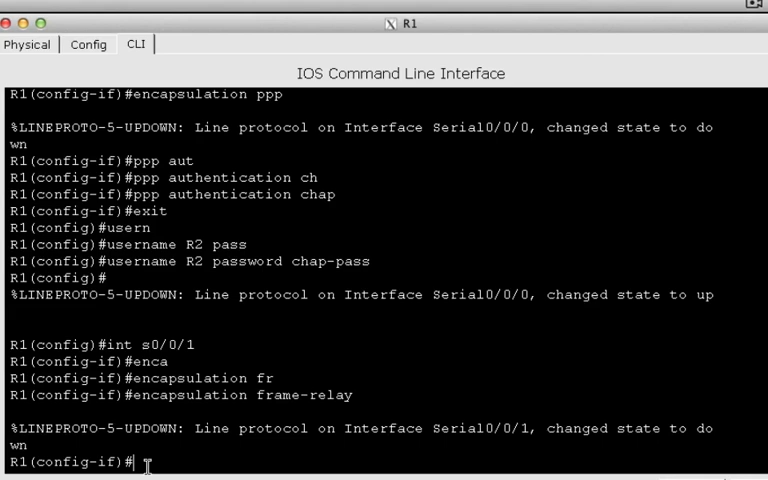 R1
Physical
Config
CLI
IOS Command Line Interface
R1(config-if)#encapsulation ppp
%LINEPROTO-5-UPDOWN: Line protocol on Interface Serial0/0/0, changed state to do
wn
R1(config-if)#ppp aut
R1(config-if)#ppp authentication ch
R1(config-if)#ppp authentication chap
R1(config-if)#exit
R1(config)#usern
R1(config)#username R2 pass
R1(config)#username R2 password chap-pass
R1(config)#
%LINEPROTO-5-UPDOWN: Line protocol on Interface Serial0/0/0, changed state to up
R1(config)#int s0/0/1
R1(config-if)#enca
R1(config-if)#encapsulation fr
R1(config-if)#encapsulation frame-relay
%LINEPROTO-5-UPDOWN: Line protocol on Interface Serial0/0/1, changed state to do
wn
R1(config-if)#